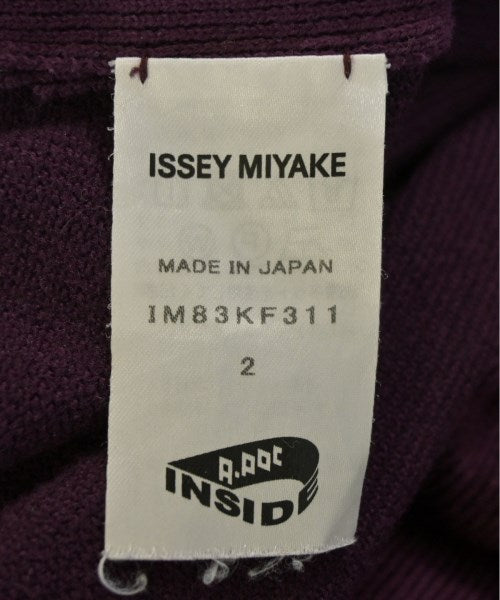 ISSEY MIYAKE
MADE IN JAPAN
IM83KF311
2
A.POC
INSIDE